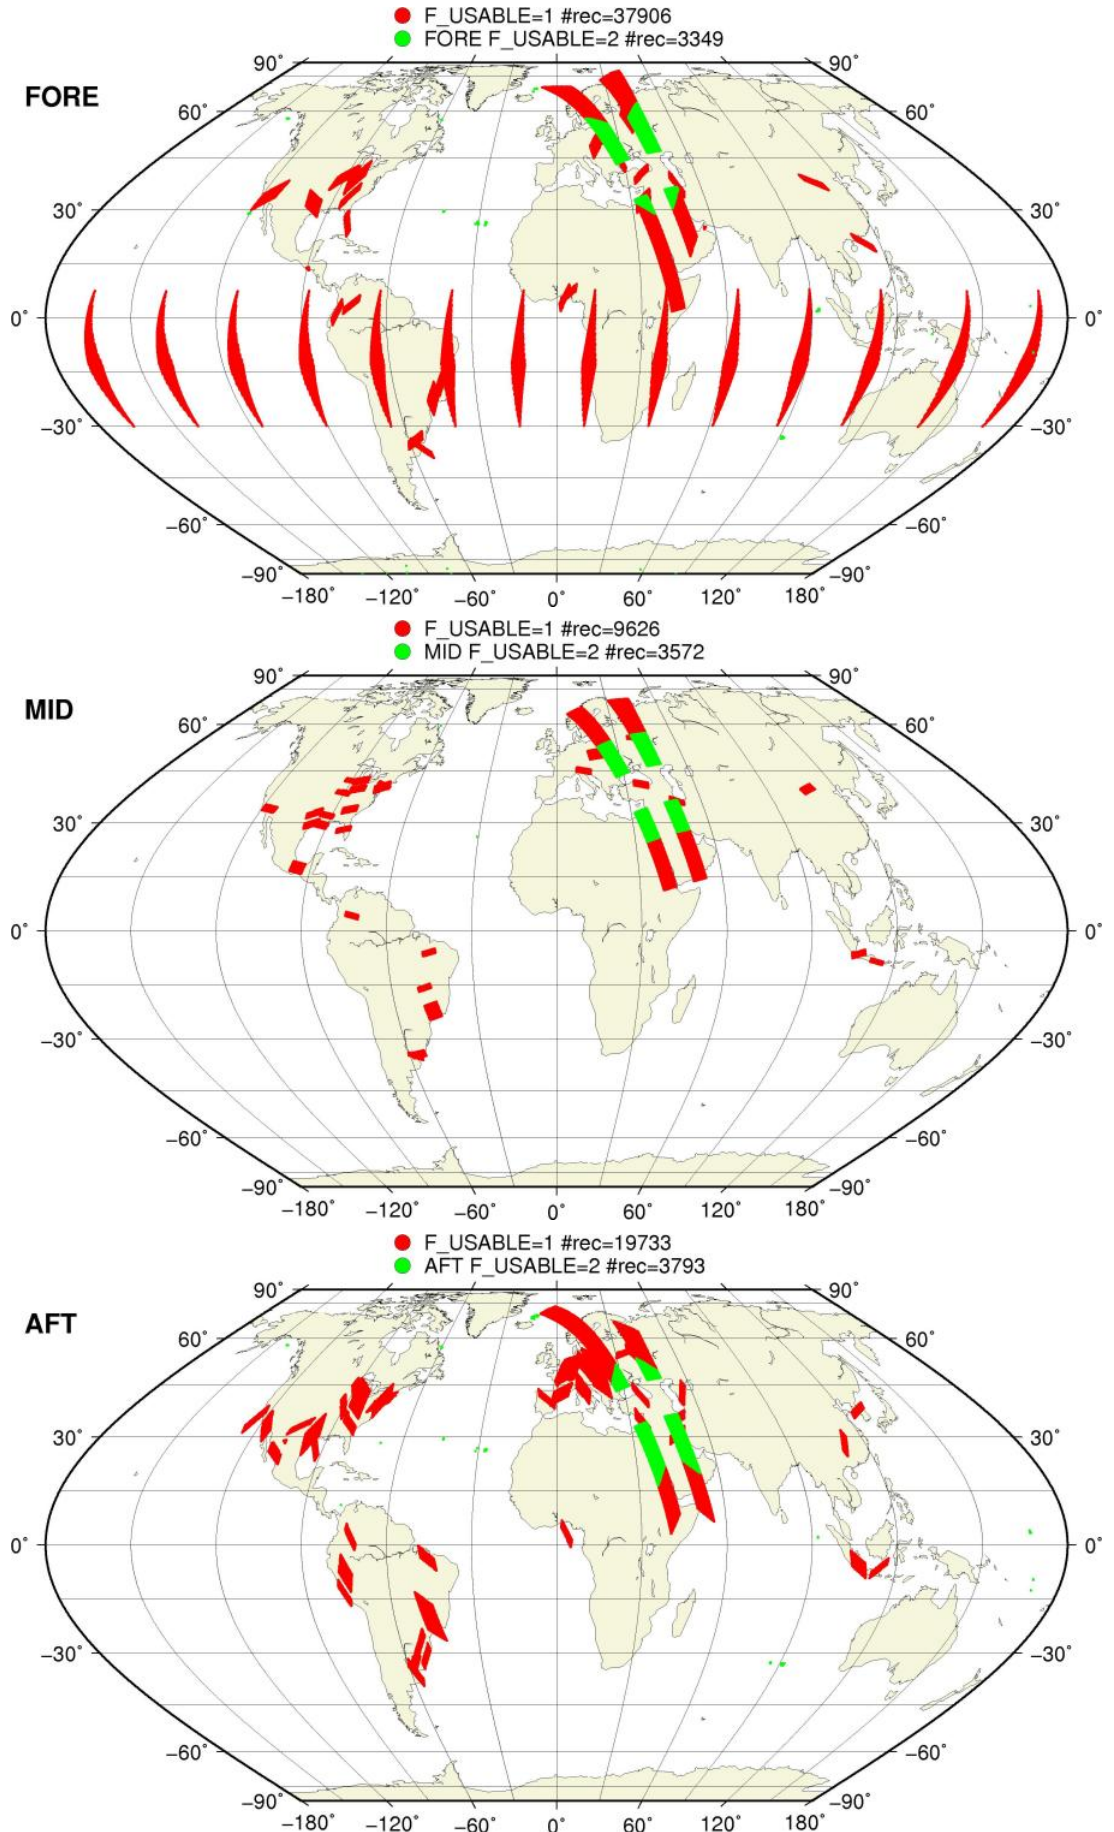 F_USABLE=1 #rec=37906
FORE F_USABLE=2 #rec=3349
FORE
90° 90°
60° 60°
30° 30°
0° 0°
−30° −30°
−60° −60°
−90° −90°
−180° −120° −60° 0° 60° 120° 180°
F_USABLE=1 #rec=9626
MID F_USABLE=2 #rec=3572
MID
90° 90°
60° 60°
30° 30°
0° 0°
−30° −30°
−60° −60°
−90° −90°
−180° −120° −60° 0° 60° 120° 180°
F_USABLE=1 #rec=19733
AFT F_USABLE=2 #rec=3793
AFT
90° 90°
60° 60°
30° 30°
0° 0°
−30° −30°
−60° −60°
−90° −90°
−180° −120° −60° 0° 60° 120° 180°